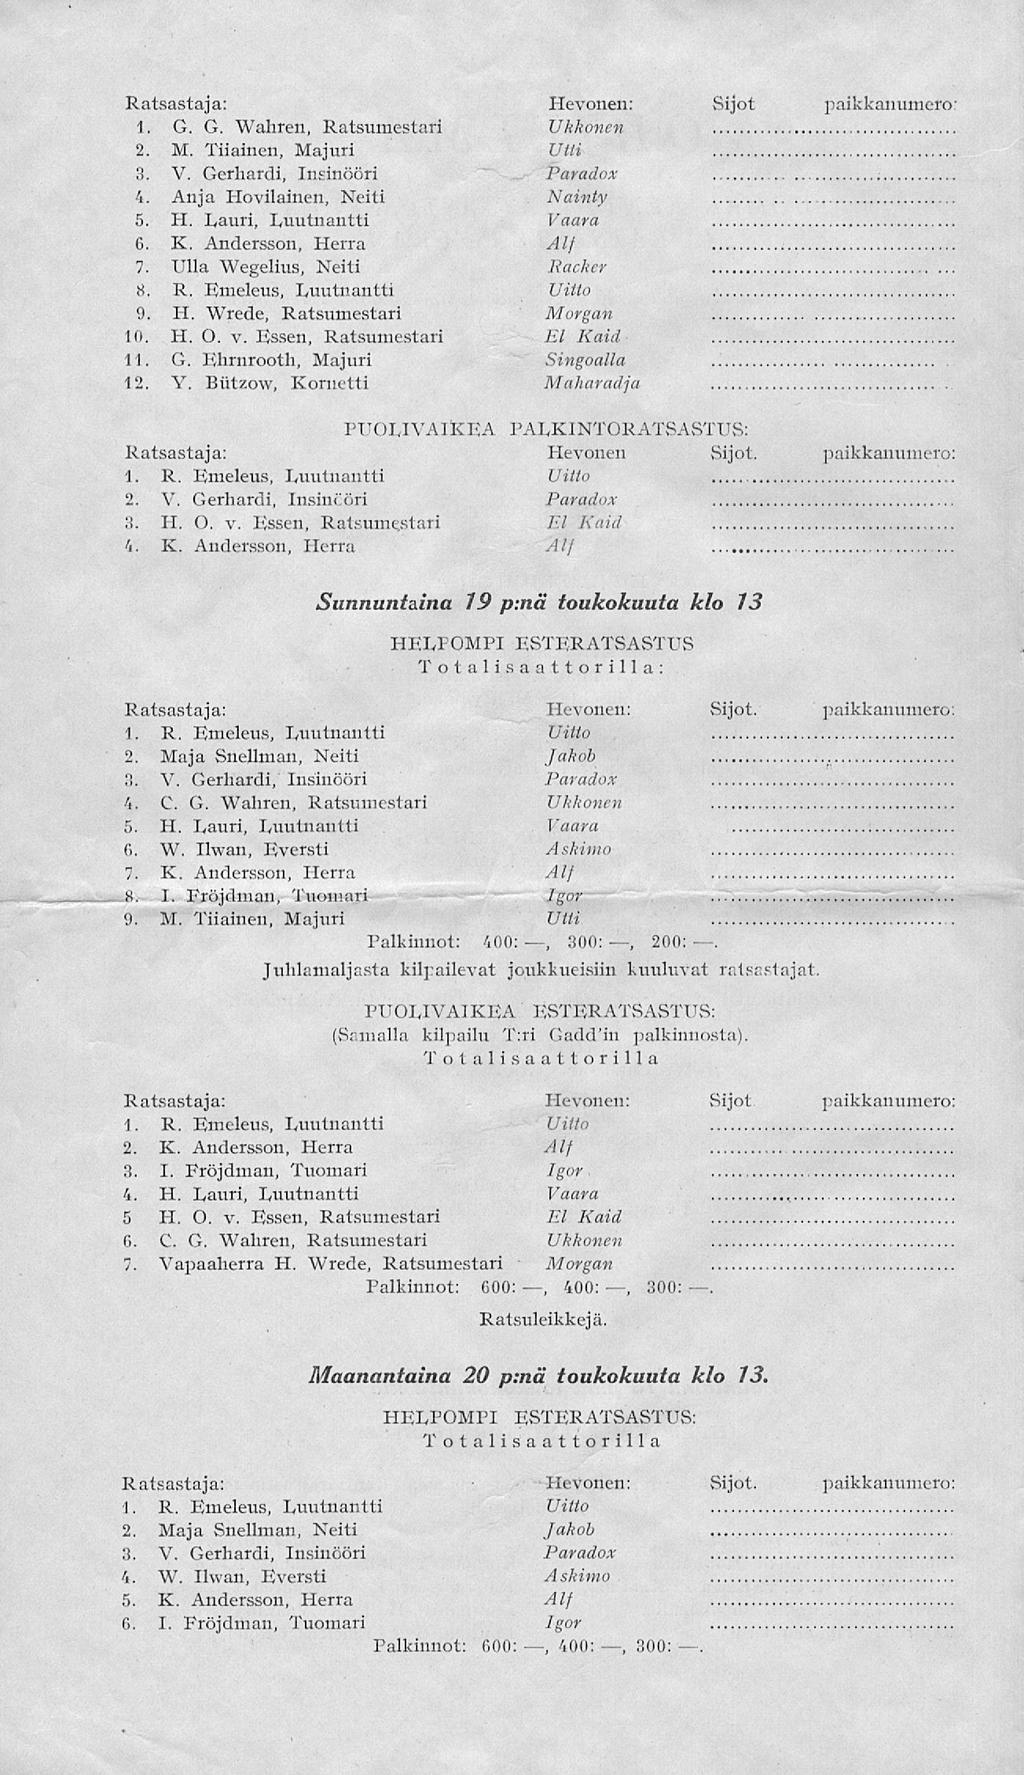 Ratsastaja: Hevonen: Sijot paikkanumero:
1. G. G. Wahren, Ratsumestari Ukkonen
2. M. Tiiainen, Majuri Utti
3. V. Gerhardi, Insinööri Paradox
4. Anja Hovilainen, Neiti Nainty
5. H. Lauri, Luutnantti Vaara
6. K. Andersson, Herra Alf
7. Ulla Wegelius, Neiti Racker
8. R. Emeleus, Luutnantti Uitto
9. H. Wrede, Ratsumestari Morgan
10. H. O. v. Essen, Ratsumestari El Kaid
11. G. Ehrnrooth, Majuri Singoalla
12. Y. Bützow, Kornetti Maharadja
PUOLIVAIKEA PALKINTORATSASTUS:
Ratsastaja: Hevonen Sijot. paikkanumero:
1. R. Emeleus, Luutnantti Uitto
2. V. Gerhardi, Insinööri Paradox
3. H. O. v. Essen, Ratsumestari El Kaid
4. K. Andersson, Herra Alf
Sunnuntaina 19 p:nä toukokuuta klo 13
HELPOMPI ESTERATSASTUS
Totalisaattorilla:
Ratsastaja: Hevonen: Sijot. paikkanumero:
1. R. Emeleus, Luutnantti Uitto
2. Maja Snellman, Neiti Jakob
3. V. Gerhardi, Insinööri Paradox
4. C. G. Wahren, Ratsumestari Ukkonen
5. H. Lauri, Luutnantti Vaara
6. W. Ilwan, Eversti Askimo
7. K. Andersson, Herra Alf
8. I. Fröjdman, Tuomari Igor
9. M. Tiiainen, Majuri Utti
Palkinnot: 400: —, 300: —, 200: —.
Juhlamaljasta kilpailevat joukkueisiin kuuluvat ratsastajat.
PUOLIVAIKEA ESTERATSASTUS:
(Samalla kilpailu T:ri Gadd'in palkinnosta).
Totalisaattorilla
Ratsastaja: Hevonen: Sijot paikkanumero:
1. R. Emeleus, Luutnantti Uitto
2. K. Andersson, Herra Alf
3. I. Fröjdman, Tuomari Igor
4. H. Lauri, Luutnantti Vaara
5 H. O. v. Essen, Ratsumestari El Kaid
6. C. G. Wahren, Ratsumestari Ukkonen
7. Vapaaherra H. Wrede, Ratsumestari Morgan
Palkinnot: 600: —, 400: —, 300: —.
Ratsuleikkejä.
Maanantaina 20 p:nä toukokuuta klo 13.
HELPOMPI ESTERATSASTUS:
Totalisaattorilla
Ratsastaja: Hevonen: Sijot. paikkanumero:
1. R. Emeleus, Luutnantti Uitto
2. Maja Snellman, Neiti Jakob
3. V. Gerhardi, Insinööri Paradox
4. W. Ilwan, Eversti Askimo
5. K. Andersson, Herra Alf
6. I. Fröjdman, Tuomari Igor
Palkinnot: 600: —, 400: —, 300: —.